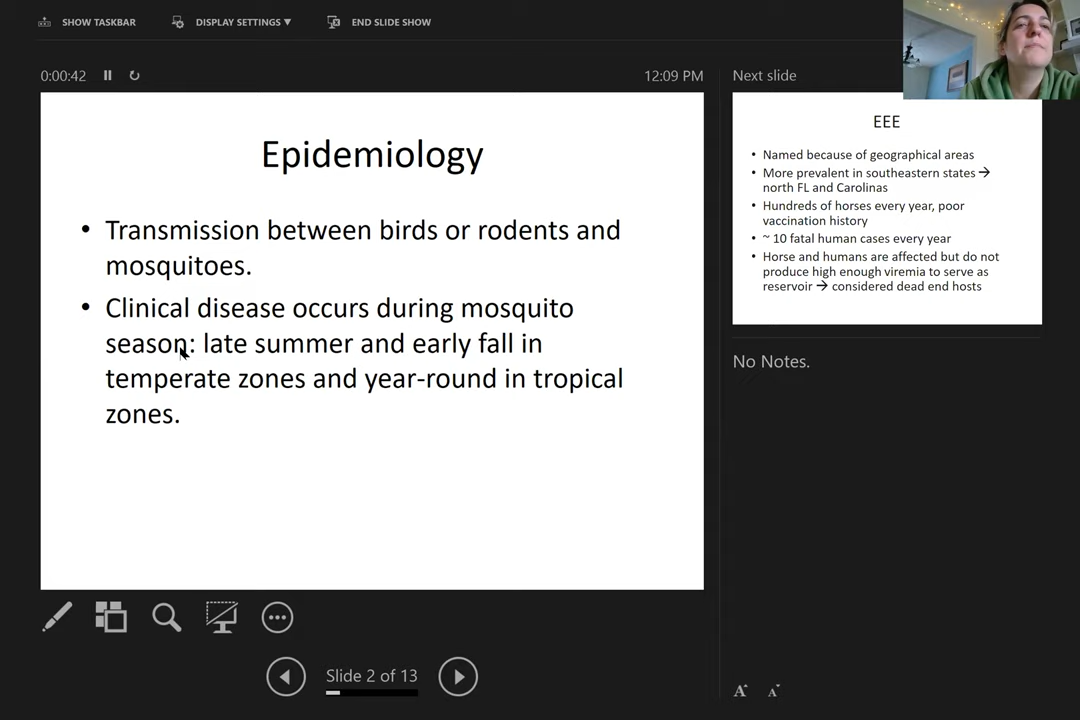 SHOW TASKBAR DISPLAY SETTINGS ▼ END SLIDE SHOW
0:00:42 12:09 PM Next slide
Epidemiology
• Transmission between birds or rodents and
mosquitoes.
• Clinical disease occurs during mosquito
season: late summer and early fall in
temperate zones and year-round in tropical
zones.
EEE
• Named because of geographical areas
• More prevalent in southeastern states →
north FL and Carolinas
• Hundreds of horses every year, poor
vaccination history
• ~ 10 fatal human cases every year
• Horse and humans are affected but do not
produce high enough viremia to serve as
reservoir → considered dead end hosts
No Notes.
Slide 2 of 13
A A